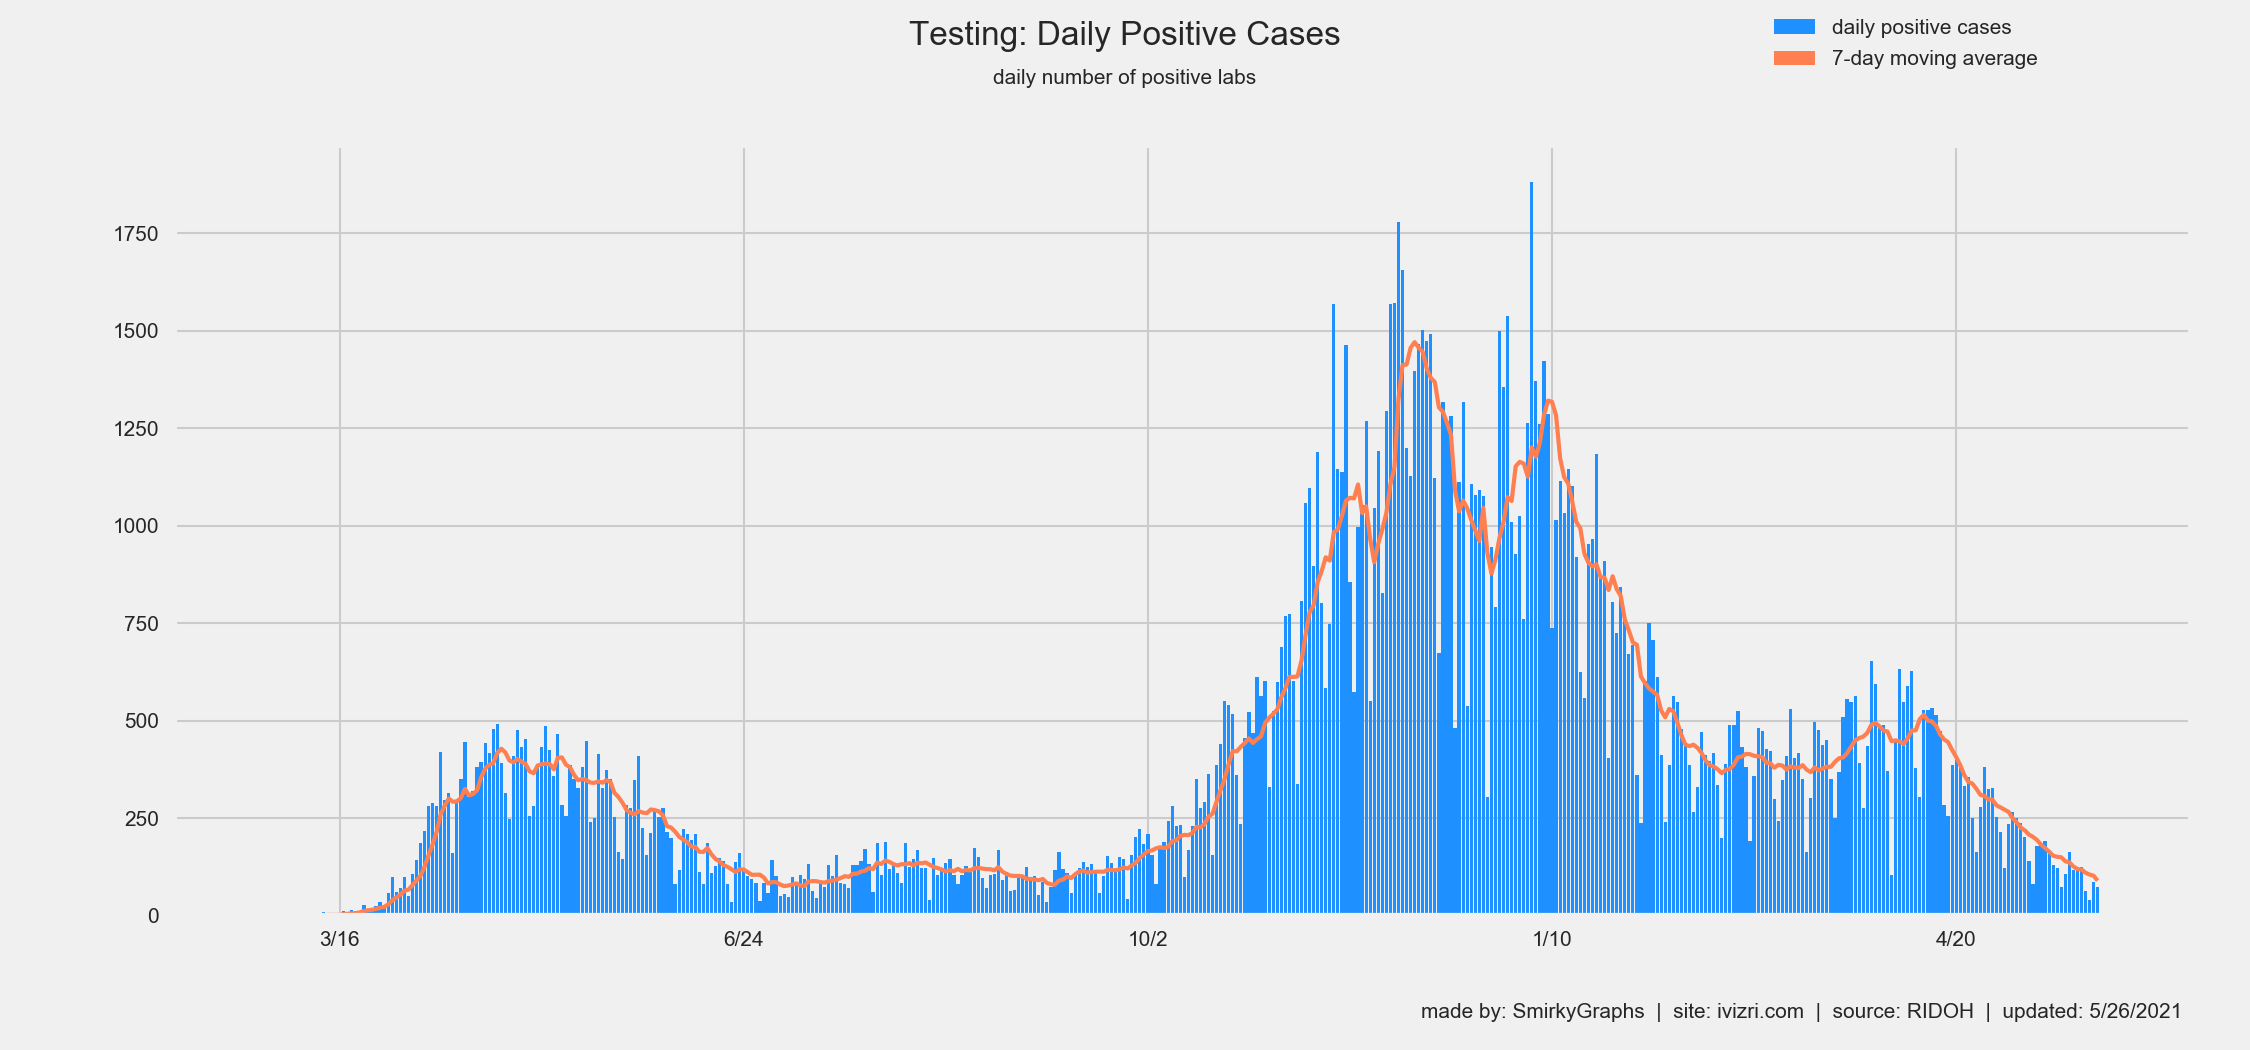 Testing: Daily Positive Cases
daily number of positive labs
daily positive cases
7-day moving average
1750
1500
1250
1000
750
500
250
0
3/16 6/24 10/2 1/10 4/20
made by: SmirkyGraphs | site: ivizri.com | source: RIDOH | updated: 5/26/2021